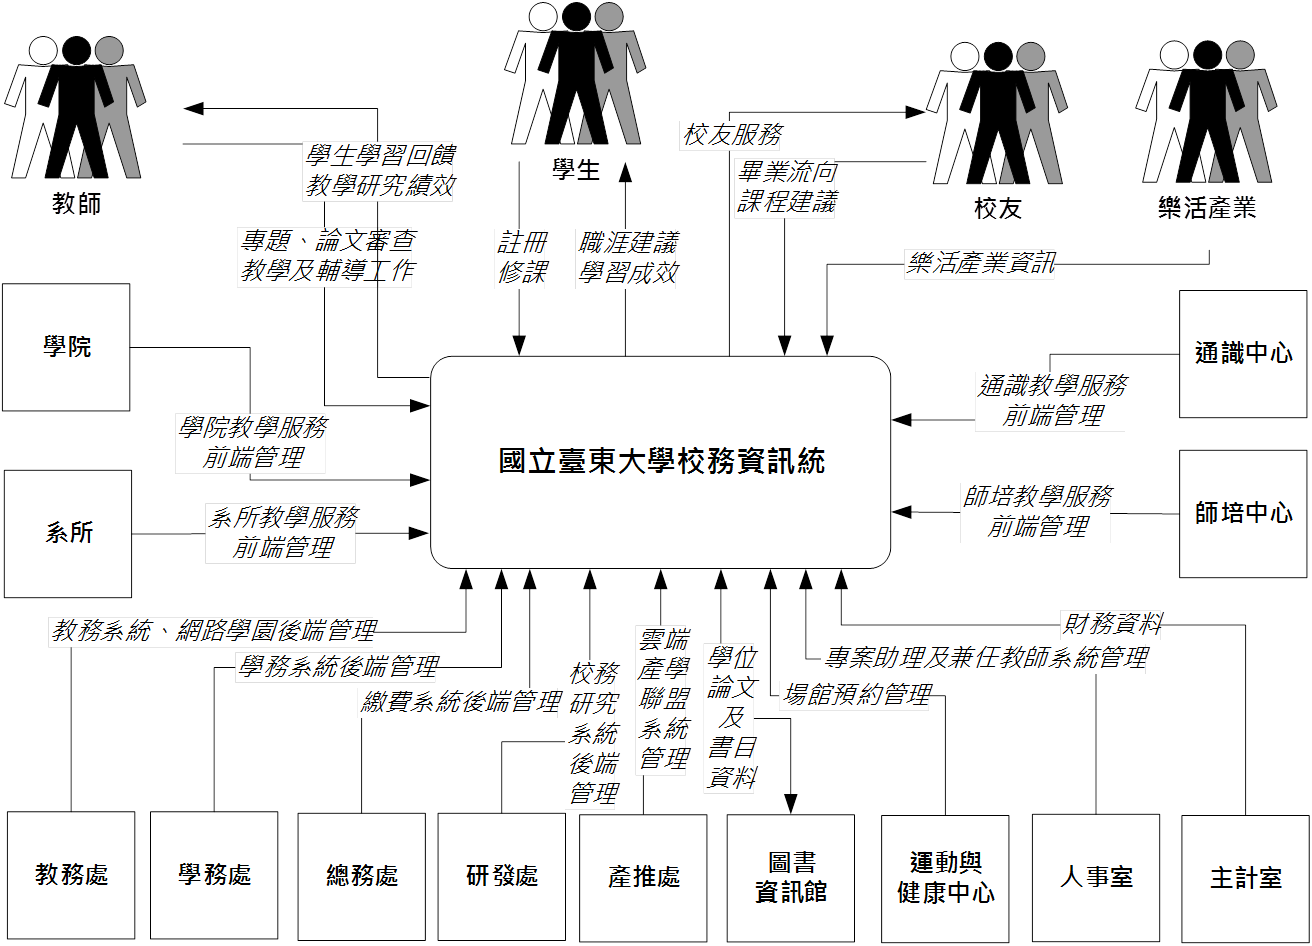 教師
學生
校友
樂活產業
學生學習回饋
教學研究績效
專題、論文審查
教學及輔導工作
註冊
修課
職涯建議
學習成效
校友服務
畢業流向
課程建議
樂活產業資訊
學院
學院教學服務
前端管理
系所
系所教學服務
前端管理
國立臺東大學校務資訊統
通識中心
通識教學服務
前端管理
師培中心
師培教學服務
前端管理
教務系統、網路學園後端管理
學務系統後端管理
繳費系統後端管理
校務
研究
系統
後端
管理
雲端
產學
聯盟
系統
管理
學位
論文
及
書目
資料
場館預約管理
專案助理及兼任教師系統管理
財務資料
教務處
學務處
總務處
研發處
產推處
圖書
資訊館
運動與
健康中心
人事室
主計室